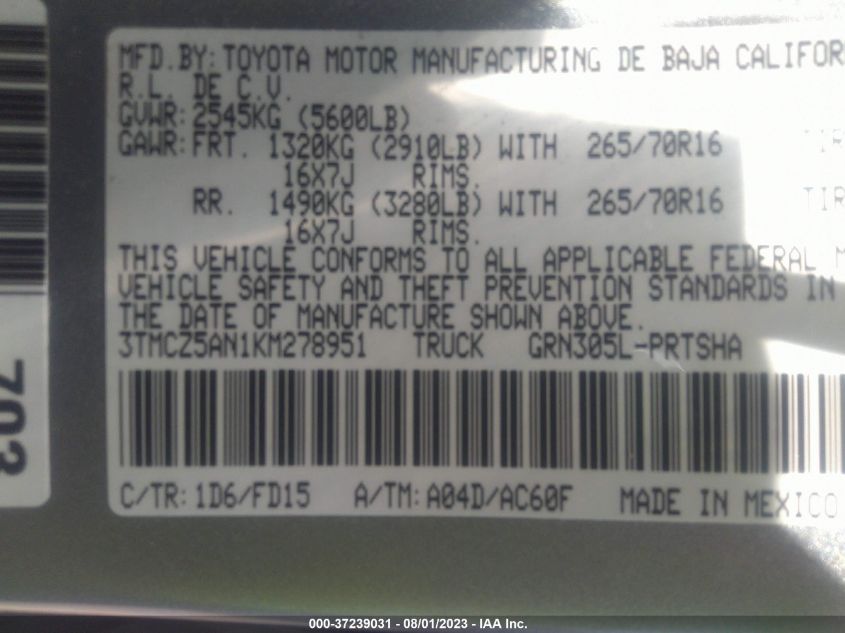 MFD.BY:TOYOTA MOTOR MANUFACTURING DE BAJA
R.L. DE C.V.
GVWR:2545KG (5600LB)
GAWR:FRT. 1320KG (2910LB) WITH 265/70R16 TIR
16X7J RIMS.
RR. 1490KG (3280LB) WITH 265/70R16 TIR
16X7J RIMS.
THIS VEHICLE CONFORMS TO ALL APPLICABLE FEDERAL M
VEHICLE SAFETY AND THEFT PREVENTION STANDARDS IN
THE DATE OF MANUFACTURE SHOWN ABOVE.
3TMCZ5AN1KM278951 TRUCK GRN305L-PRTSHA
C/TR:1D6/FD15 A/TM:A04D/AC60F MADE IN MEXICO
703
000-37239031 - 08/01/2023 - IAA Inc.